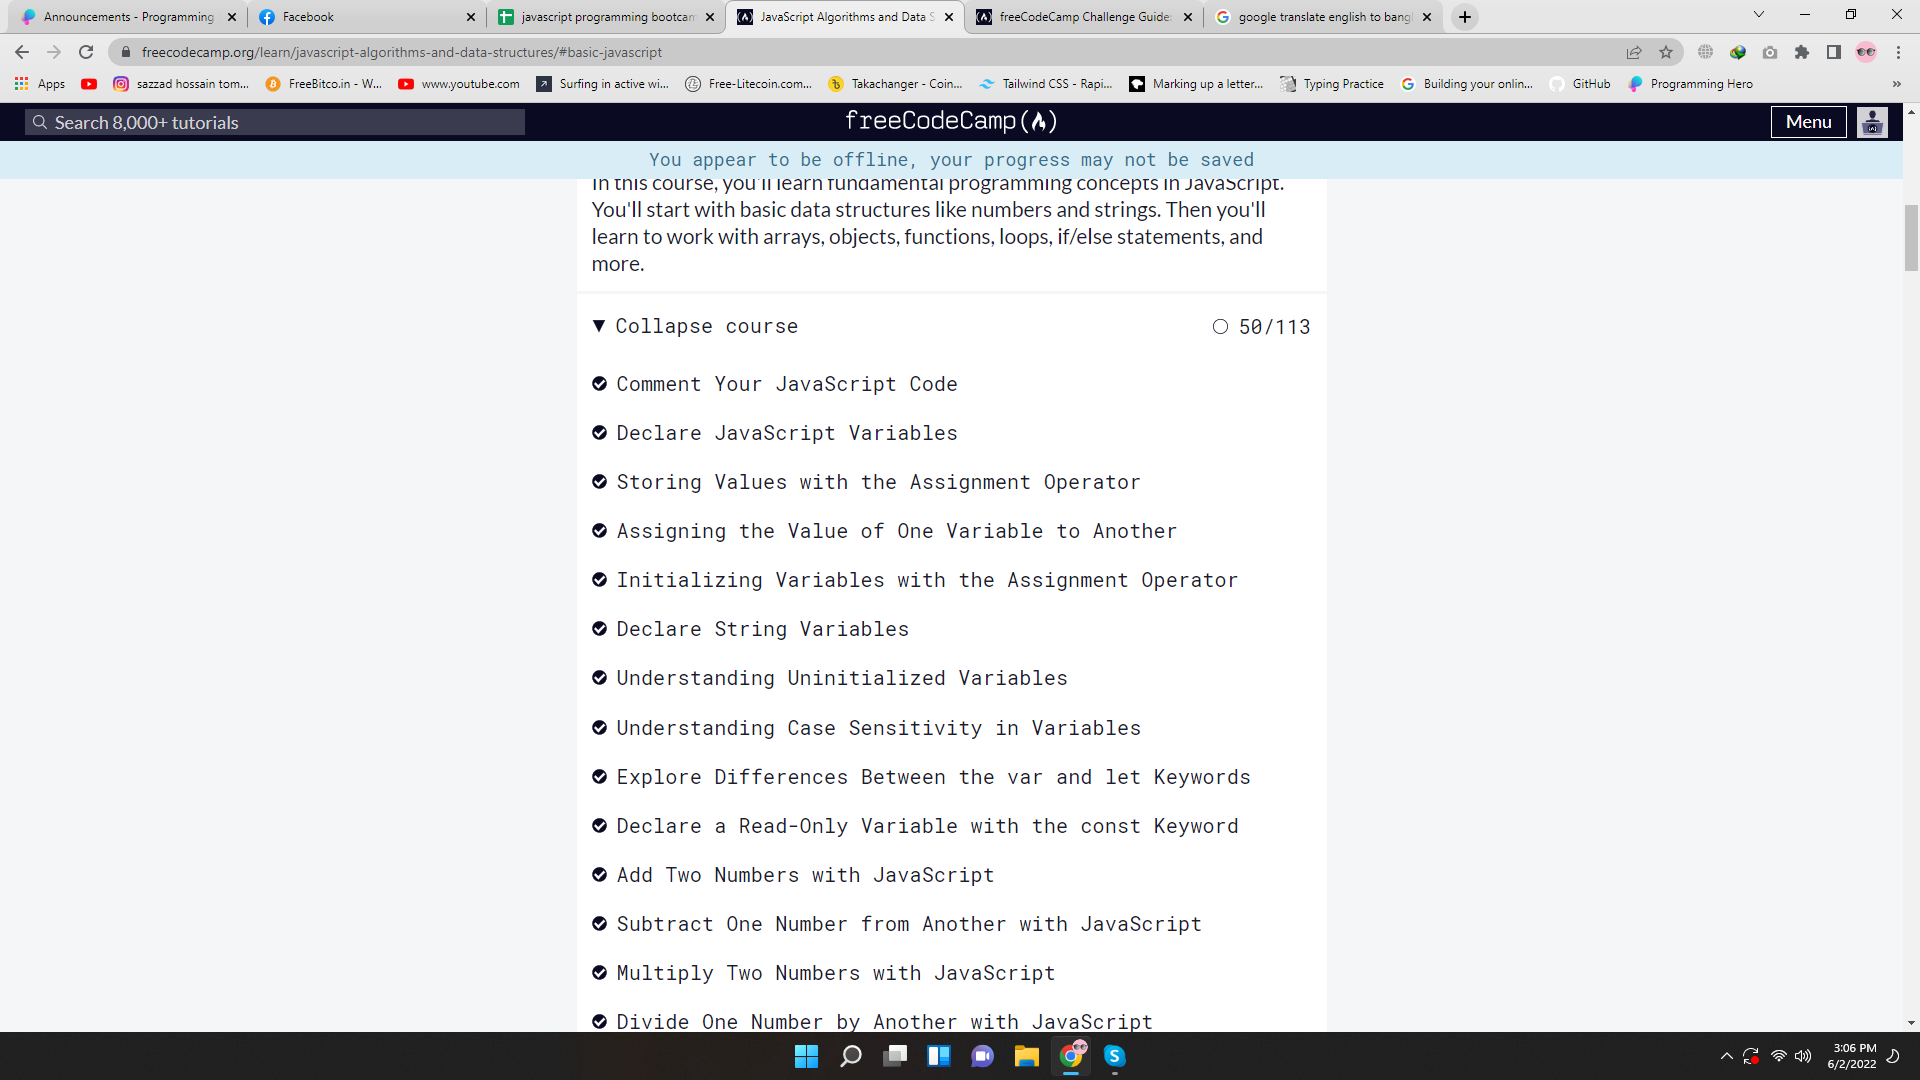 Announcements - Programming
Facebook
javascript programming bootcam
JavaScript Algorithms and Data S
freeCodeCamp Challenge Guide:
google translate english to bangl
freecodecamp.org/learn/javascript-algorithms-and-data-structures/#basic-javascript
Apps
sazzad hossain tom...
FreeBitco.in - W...
www.youtube.com
Surfing in active wi...
Free-Litecoin.com...
Takachanger - Coin...
Tailwind CSS - Rapi...
Marking up a letter...
Typing Practice
Building your onlin...
GitHub
Programming Hero
»
Search 8,000+ tutorials
freeCodeCamp
Menu
You appear to be offline, your progress may not be saved
In this course, you'll learn fundamental programming concepts in JavaScript.
You'll start with basic data structures like numbers and strings. Then you'll
learn to work with arrays, objects, functions, loops, if/else statements, and
more.
Collapse course
50/113
Comment Your JavaScript Code
Declare JavaScript Variables
Storing Values with the Assignment Operator
Assigning the Value of One Variable to Another
Initializing Variables with the Assignment Operator
Declare String Variables
Understanding Uninitialized Variables
Understanding Case Sensitivity in Variables
Explore Differences Between the var and let Keywords
Declare a Read-Only Variable with the const Keyword
Add Two Numbers with JavaScript
Subtract One Number from Another with JavaScript
Multiply Two Numbers with JavaScript
Divide One Number by Another with JavaScript
3:06 PM
6/2/2022